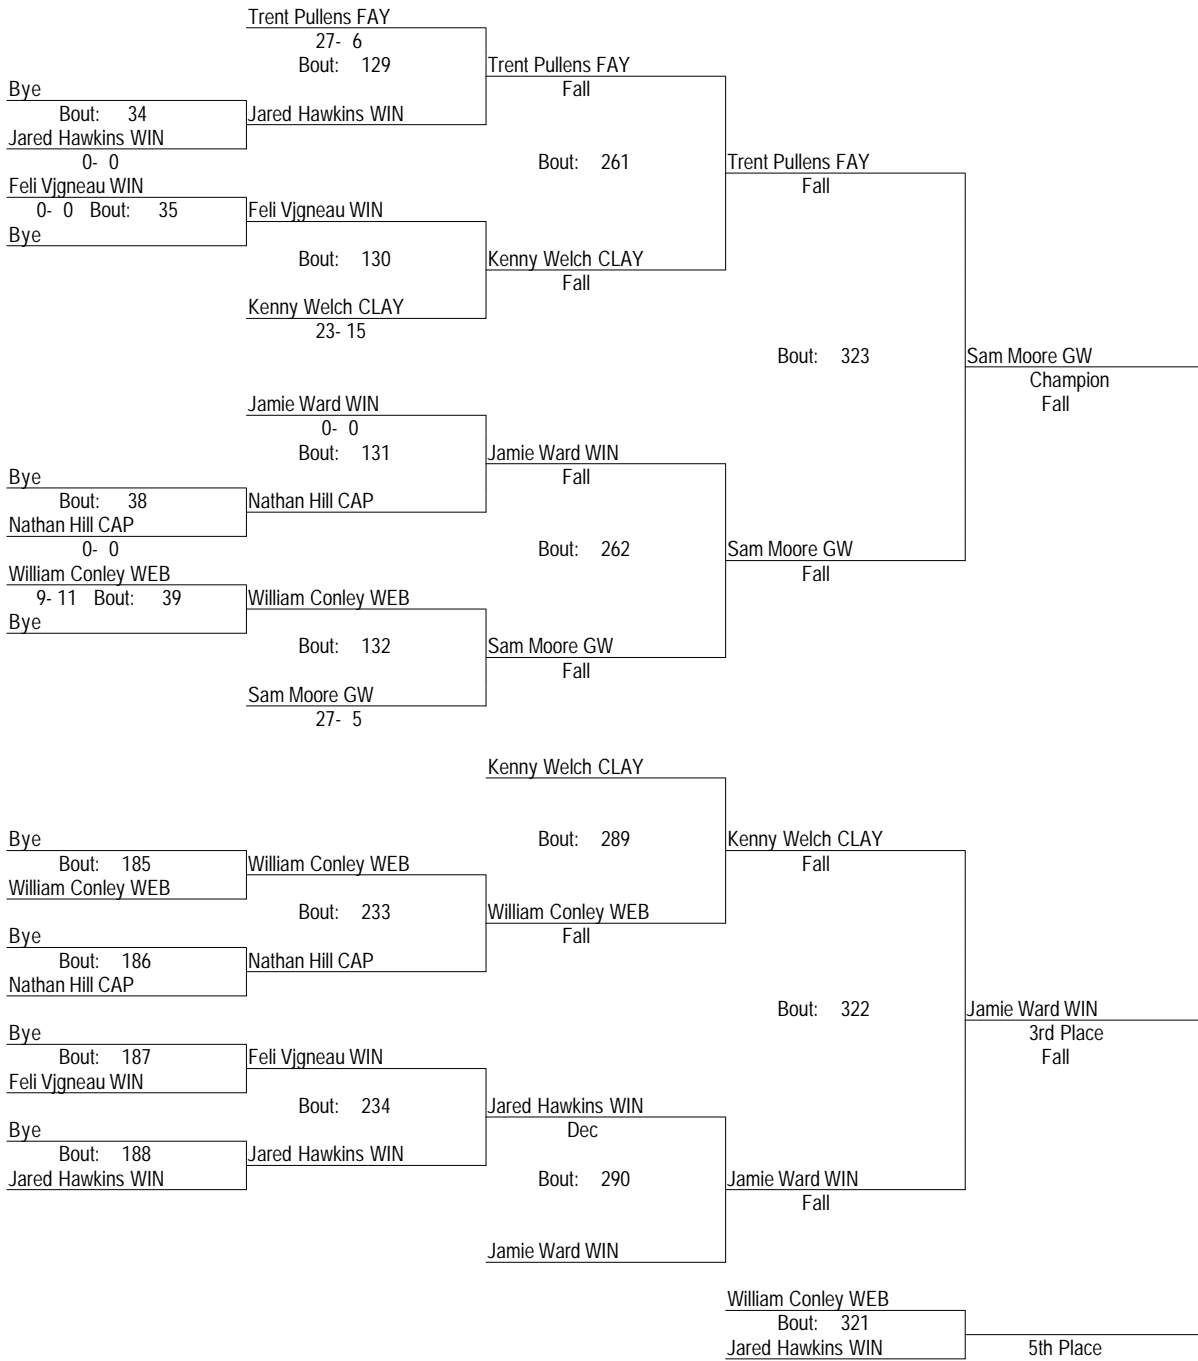 Trent Pullens FAY
27- 6
Bout: 129
Trent Pullens FAY
Fall
Bye
Bout: 34
Jared Hawkins WIN
Jared Hawkins WIN
0- 0
Bout: 261
Trent Pullens FAY
Fall
Feli Vjgneau WIN
0- 0 Bout: 35
Feli Vjgneau WIN
Bye
Bout: 130
Kenny Welch CLAY
Fall
Kenny Welch CLAY
23- 15
Bout: 323
Sam Moore GW
Champion
Fall
Jamie Ward WIN
0- 0
Bout: 131
Jamie Ward WIN
Fall
Bye
Bout: 38
Nathan Hill CAP
Nathan Hill CAP
0- 0
Bout: 262
Sam Moore GW
Fall
William Conley WEB
9- 11 Bout: 39
William Conley WEB
Bye
Bout: 132
Sam Moore GW
Fall
Sam Moore GW
27- 5
Kenny Welch CLAY
Bout: 289
Kenny Welch CLAY
Fall
Bye
Bout: 185
William Conley WEB
William Conley WEB
Bout: 233
William Conley WEB
Fall
Bye
Bout: 186
Nathan Hill CAP
Nathan Hill CAP
Bout: 322
Jamie Ward WIN
3rd Place
Fall
Bye
Bout: 187
Feli Vjgneau WIN
Feli Vjgneau WIN
Bout: 234
Jared Hawkins WIN
Dec
Bye
Bout: 188
Jared Hawkins WIN
Jared Hawkins WIN
Bout: 290
Jamie Ward WIN
Fall
Jamie Ward WIN
William Conley WEB
Bout: 321
Jared Hawkins WIN
5th Place